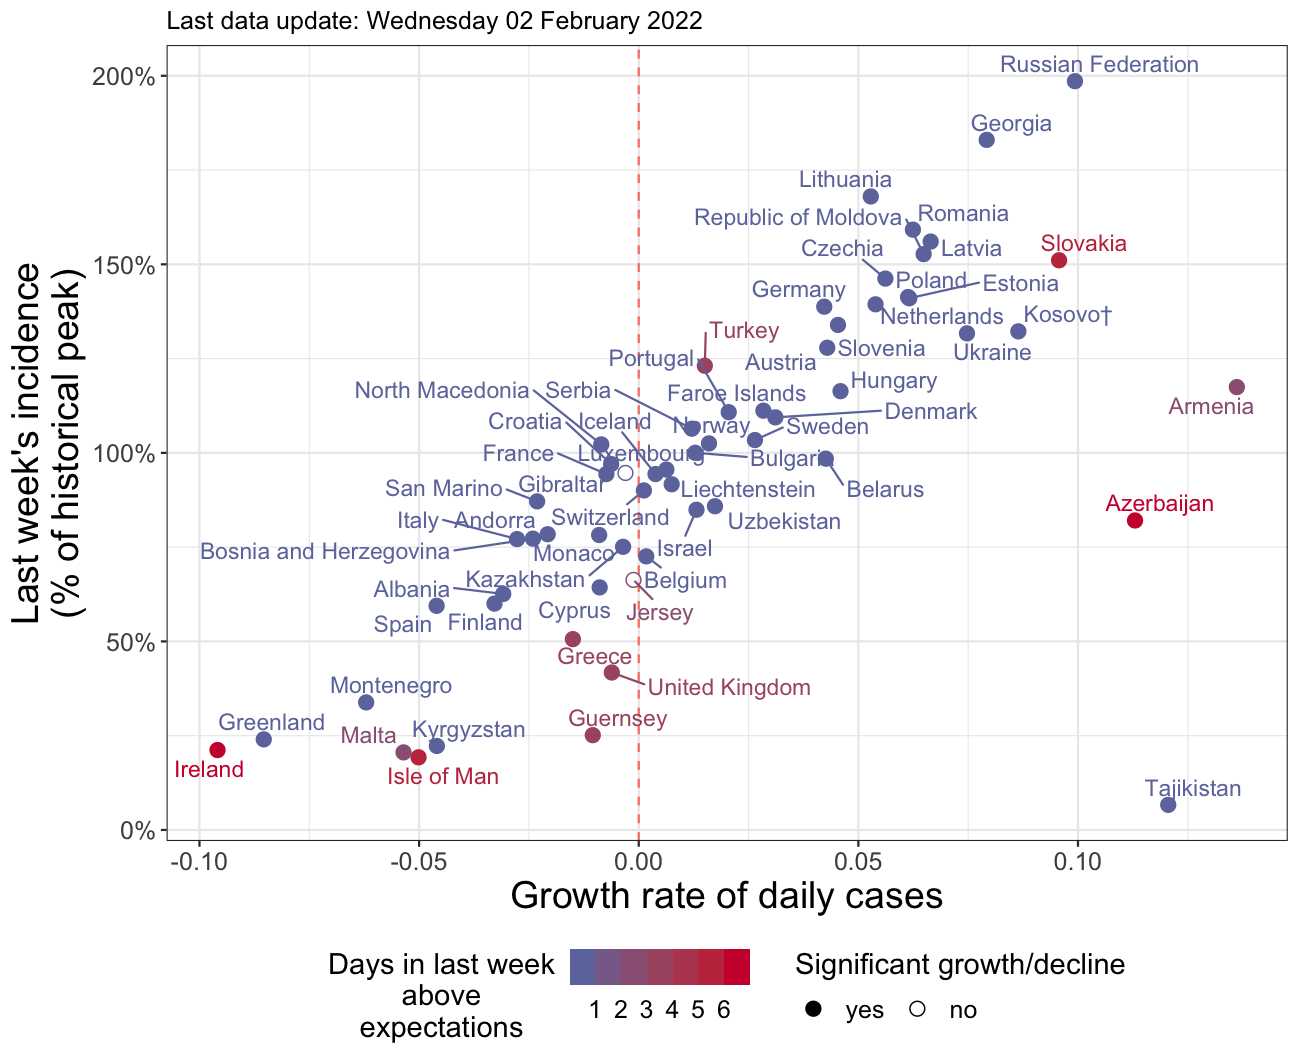 Last data update: Wednesday 02 February 2022
Last week's incidence
(% of historical peak)
200%
150%
100%
50%
0%
Russian Federation
Georgia
Lithuania
Republic of Moldova
Romania
Czechia
Latvia
Slovakia
Poland
Estonia
Germany
Netherlands
Kosovo†
Turkey
Ukraine
Portugal
Austria
Slovenia
North Macedonia
Serbia
Faroe Islands
Hungary
Armenia
Croatia
Iceland
Norway
Sweden
Denmark
France
Luxembourg
Bulgaria
San Marino
Gibraltar
Liechtenstein
Belarus
Azerbaijan
Italy
Andorra
Switzerland
Uzbekistan
Bosnia and Herzegovina
Monaco
Israel
Albania
Kazakhstan
Belgium
Spain
Finland
Cyprus
Jersey
Greece
Montenegro
United Kingdom
Greenland
Malta
Kyrgyzstan
Guernsey
Ireland
Isle of Man
Tajikistan
-0.10
-0.05
0.00
0.05
0.10
Growth rate of daily cases
Days in last week
above
expectations
1 2 3 4 5 6
Significant growth/decline
yes
no